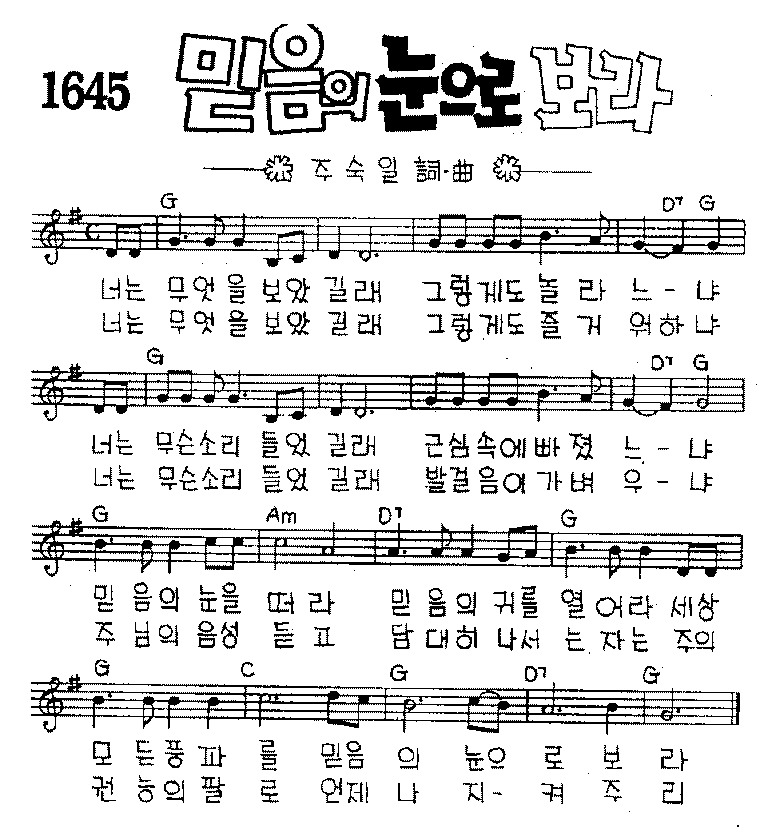 1645 믿음의 눈으로 보라
주숙일 詞·曲
G D7 G
너는 무엇을 보았 길래 그렇게도 놀 라 느 - 냐
너는 무엇을 보았 길래 그렇게도 즐 거 워하냐
G D7 G
너는 무슨소리 들었 길래 근심속에빠 졌 느 - 냐
너는 무슨소리 들었 길래 발걸음이가벼 우 - 냐
G Am D7 G
믿 음의 눈을 떠라 믿 음의 귀를 열 어라 세상
주 님의 음성 듣고 담 대히 나서 는 자는 주의
G C G D7 G
모 든풍파 를 믿음 의 눈으 로 보 라
권 능의팔 로 언제 나 지- 켜 주 리